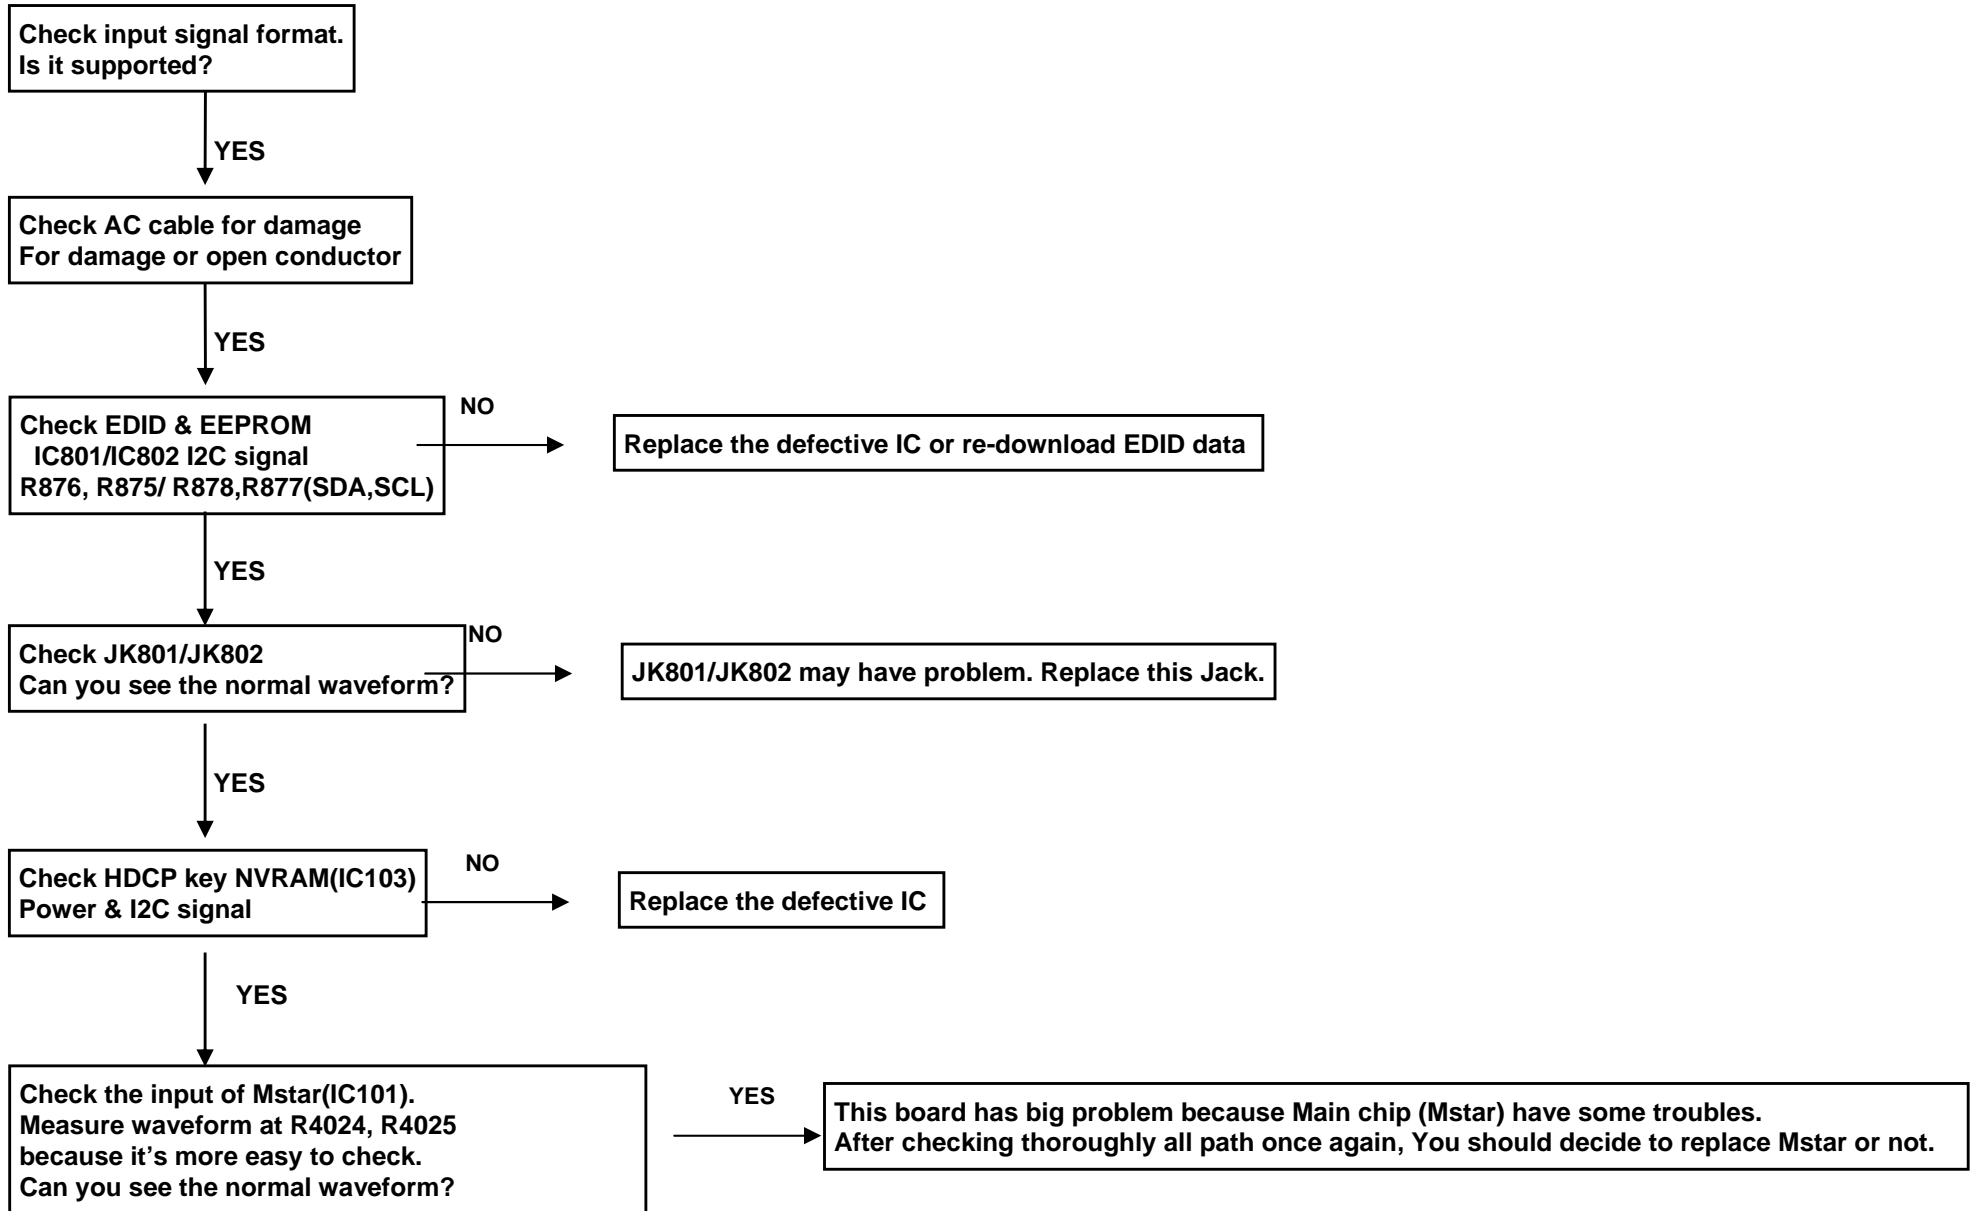 Check input signal format.
Is it supported?
YES
Check AC cable for damage
For damage or open conductor
YES
Check EDID & EEPROM
IC801/IC802 I2C signal
R876, R875/ R878,R877(SDA,SCL)
NO
Replace the defective IC or re-download EDID data
YES
Check JK801/JK802
Can you see the normal waveform?
NO
JK801/JK802 may have problem. Replace this Jack.
YES
Check HDCP key NVRAM(IC103)
Power & I2C signal
NO
Replace the defective IC
YES
Check the input of Mstar(IC101).
Measure waveform at R4024, R4025
because it’s more easy to check.
Can you see the normal waveform?
YES
This board has big problem because Main chip (Mstar) have some troubles.
After checking thoroughly all path once again, You should decide to replace Mstar or not.